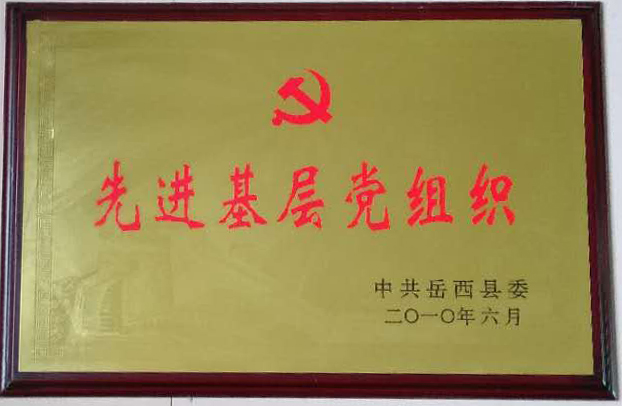 先进基层党组织
中共岳西县委
二〇一〇年六月